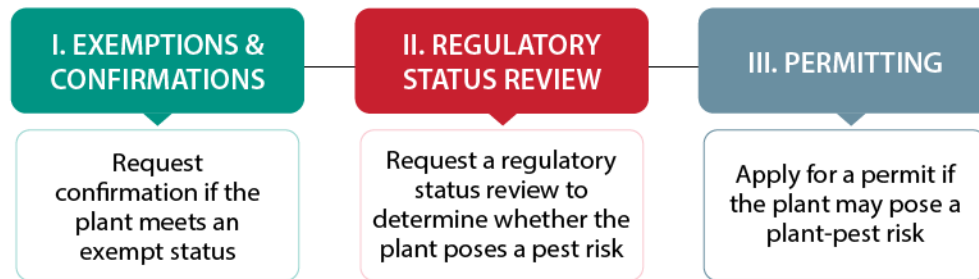 I. EXEMPTIONS &
CONFIRMATIONS
Request
confirmation if the
plant meets an
exempt status
II. REGULATORY
STATUS REVIEW
Request a regulatory
status review to
determine whether the
plant poses a pest risk
III. PERMITTING
Apply for a permit if
the plant may pose a
plant-pest risk